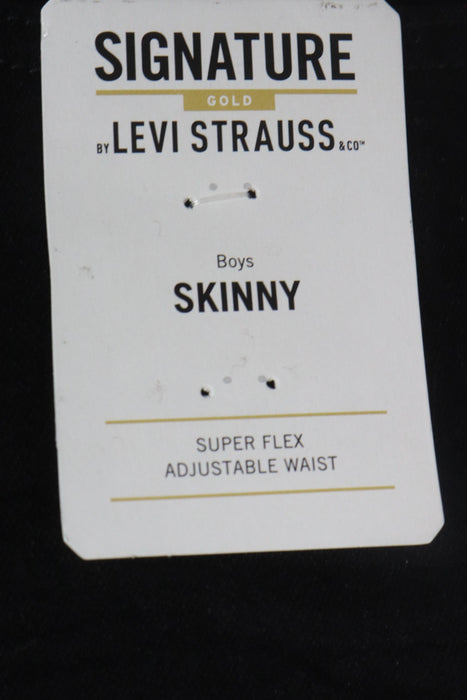 SIGNATURE
GOLD
BY LEVI STRAUSS & CO™
Boys
SKINNY
SUPER FLEX
ADJUSTABLE WAIST